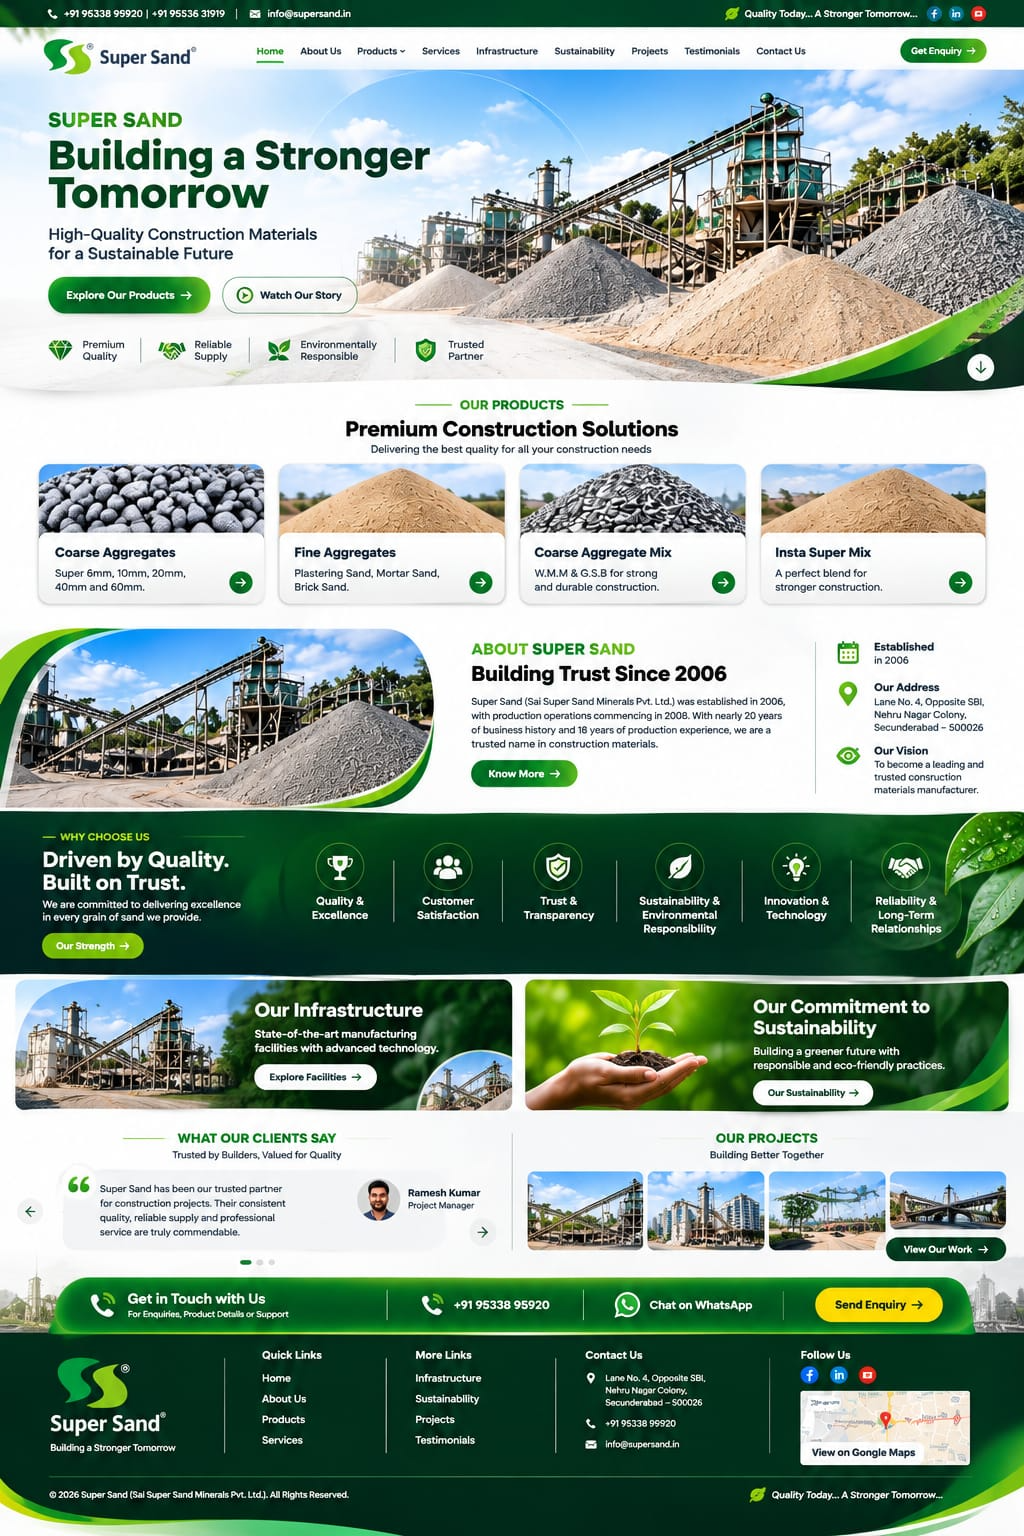 +91 95338 99920 | +91 95536 31919 | info@supersand.in
Quality Today... A Stronger Tomorrow...
Super Sand®
Home About Us Products Services Infrastructure Sustainability Projects Testimonials Contact Us
Get Enquiry →
SUPER SAND
Building a Stronger
Tomorrow
High-Quality Construction Materials
for a Sustainable Future
Explore Our Products →
Watch Our Story
Premium
Quality
Reliable
Supply
Environmentally
Responsible
Trusted
Partner
OUR PRODUCTS
Premium Construction Solutions
Delivering the best quality for all your construction needs
Coarse Aggregates
Super 6mm, 10mm, 20mm,
40mm and 60mm.
Fine Aggregates
Plastering Sand, Mortar Sand,
Brick Sand.
Coarse Aggregate Mix
W.M.M & G.S.B for strong
and durable construction.
Insta Super Mix
A perfect blend for
stronger construction.
ABOUT SUPER SAND
Building Trust Since 2006
Super Sand (Sai Super Sand Minerals Pvt. Ltd.) was established in 2006,
with production operations commencing in 2008. With nearly 20 years
of business history and 16 years of production experience, we are a
trusted name in construction materials.
Know More →
Established
in 2006
Our Address
Lane No. 4, Opposite SBI,
Nehru Nagar Colony,
Secunderabad – 500026
Our Vision
To become a leading and
trusted consruction
materials manufacturer.
WHY CHOOSE US
Driven by Quality.
Built on Trust.
We are committed to delivering excellence
in every grain of sand we provide.
Our Strength →
Quality &
Excellence
Customer
Satisfaction
Trust &
Transparency
Sustainability &
Environmental
Responsibility
Innovation &
Technology
Reliability &
Long-Term
Relationships
Our Infrastructure
State-of-the-art manufacturing
facilities with advanced technology.
Explore Facilities →
Our Commitment to
Sustainability
Building a greener future with
responsible and eco-friendly practices.
Our Sustainability →
WHAT OUR CLIENTS SAY
Trusted by Builders, Valued for Quality
Super Sand has been our trusted partner
for construction projects. Their consistent
quality, reliable supply and professional
service are truly commendable.
Ramesh Kumar
Project Manager
OUR PROJECTS
Building Better Together
View Our Work →
Get in Touch with Us
For Enquiries, Product Details or Support
+91 95338 95920
Chat on WhatsApp
Send Enquiry →
Super Sand®
Building a Stronger Tomorrow
Quick Links
Home
About Us
Products
Services
More Links
Infrastructure
Sustainability
Projects
Testimonials
Contact Us
Lane No. 4, Opposite SBI,
Nehru Nagar Colony,
Secunderabad – 500026
+91 95338 99920
info@supersand.in
Follow Us
View on Gongle Maps
© 2026 Super Sand (Sai Super Sand Minerals Pvt. Ltd.). All Rights Reserved.
Quality Today... A Stronger Tomorrow...